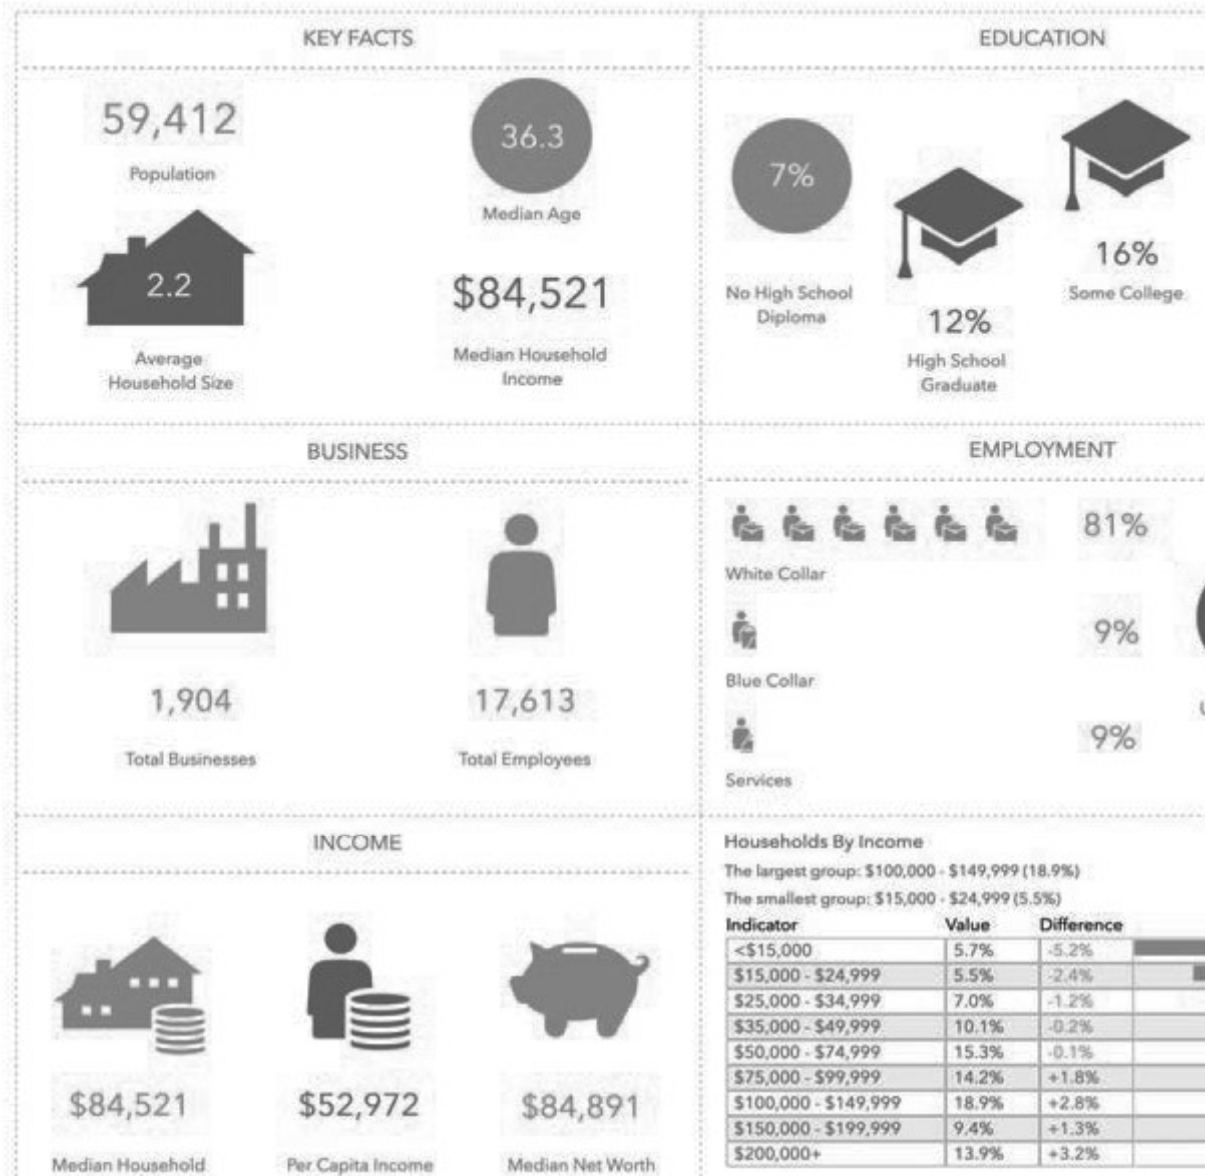 KEY FACTS
59,412
Population
36.3
Median Age
2.2
Average
Household Size
$84,521
Median Household
Income
EDUCATION
7%
No High School
Diploma
12%
High School
Graduate
16%
Some College
BUSINESS
1,904
Total Businesses
17,613
Total Employees
EMPLOYMENT
81%
White Collar
9%
Blue Collar
9%
Services
INCOME
$84,521
Median Household
$52,972
Per Capita Income
$84,891
Median Net Worth
Households By Income
The largest group: $100,000 - $149,999 (18.9%)
The smallest group: $15,000 - $24,999 (5.5%)
Indicator Value Difference
<$15,000 5.7% -5.2%
$15,000 - $24,999 5.5% -2.4%
$25,000 - $34,999 7.0% -1.2%
$35,000 - $49,999 10.1% -0.2%
$50,000 - $74,999 15.3% -0.1%
$75,000 - $99,999 14.2% +1.8%
$100,000 - $149,999 18.9% +2.8%
$150,000 - $199,999 9.4% +1.3%
$200,000+ 13.9% +3.2%